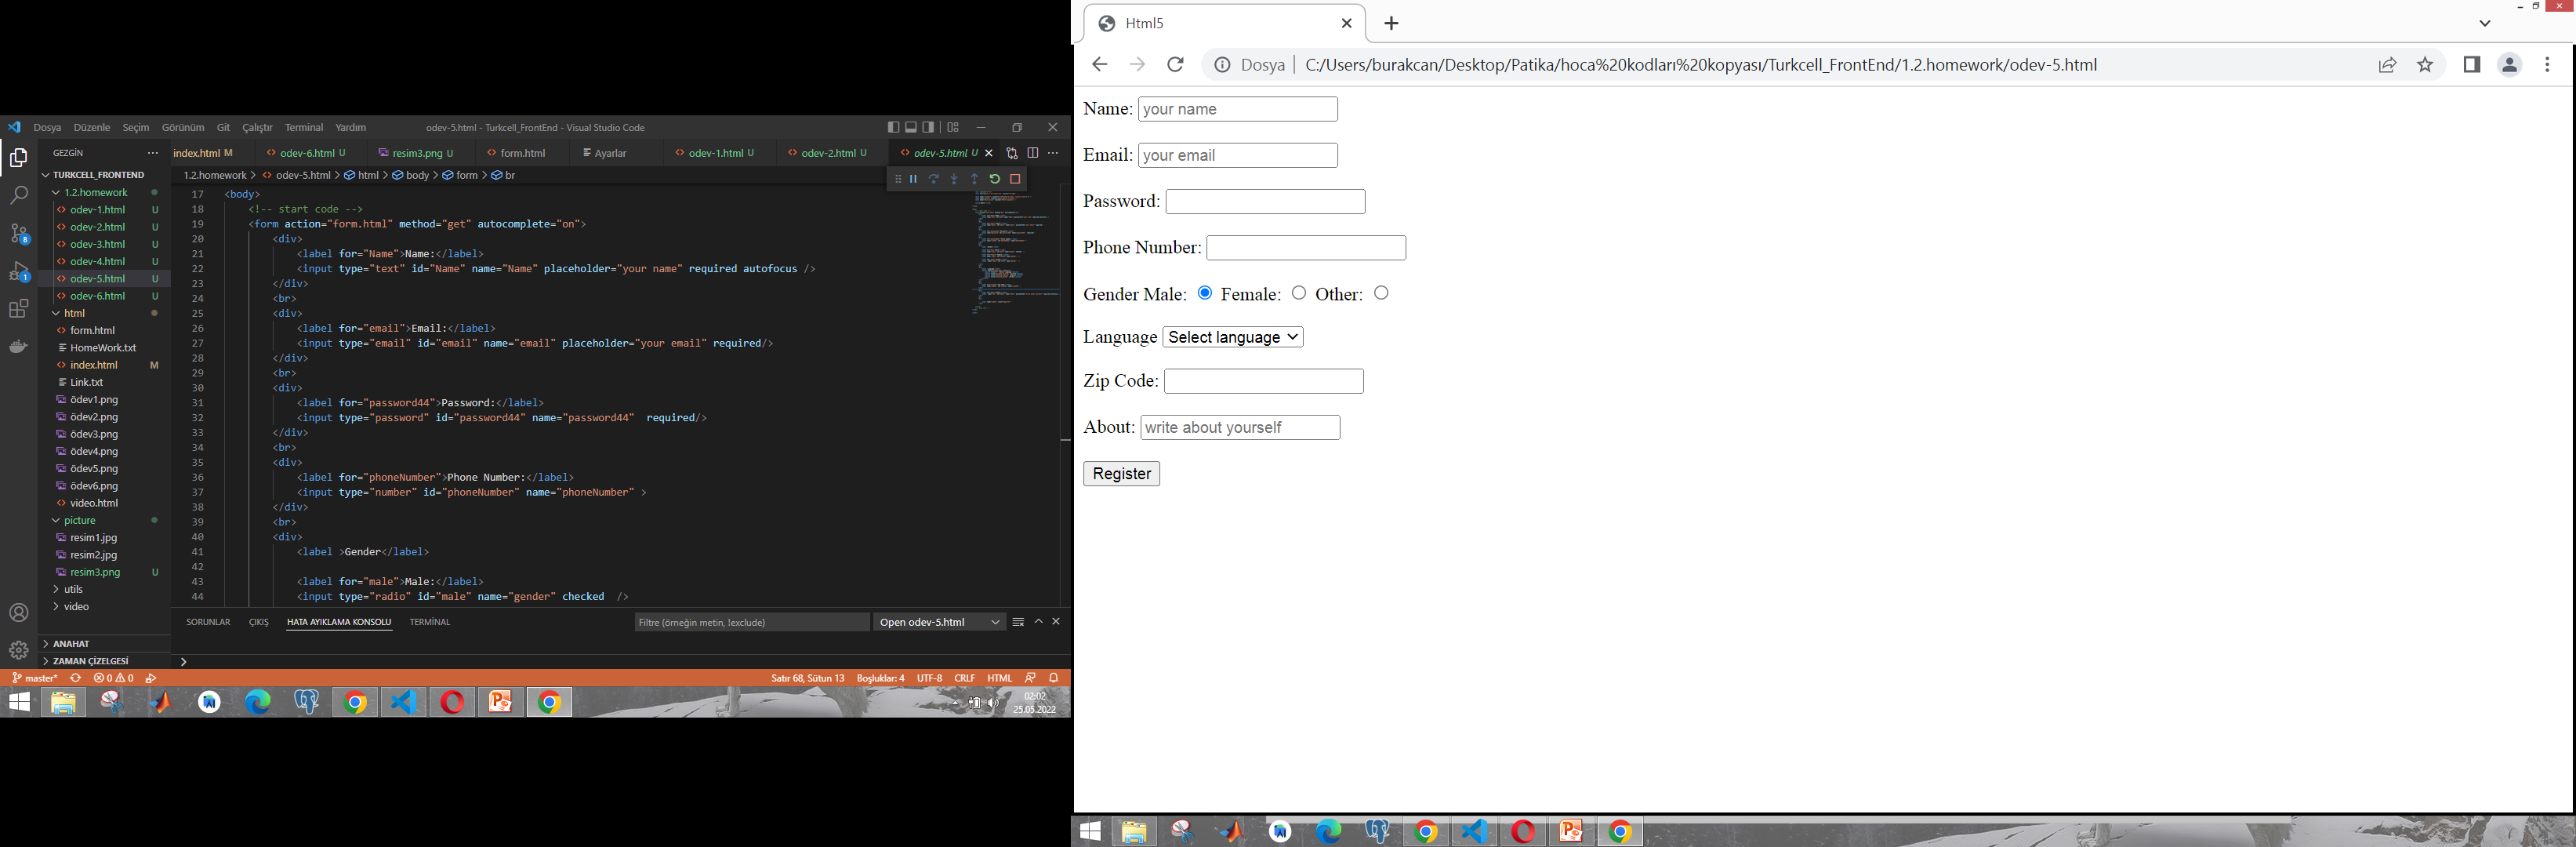 Dosya Düzenle Seçim Görünüm Git Çalıştır Terminal Yardım odev-5.html - Turkcell_FrontEnd - Visual Studio Code
GEZGİN
TURKCELL_FRONTEND
1.2.homework
odev-1.html U
odev-2.html U
odev-3.html U
odev-4.html U
odev-5.html U
odev-6.html U
html
form.html
HomeWork.txt
index.html M
Link.txt
ödev1.png
ödev2.png
ödev3.png
ödev4.png
ödev5.png
ödev6.png
video.html
picture
resim1.jpg
resim2.jpg
resim3.png U
utils
video
ANAHAT
ZAMAN ÇİZELGESİ
8
1
index.html M odev-6.html U resim3.png U form.html Ayarlar odev-1.html U odev-2.html U odev-5.html U
1.2.homework > odev-5.html > html > body > form > br
17 <body>
18 <!-- start code -->
19 <form action="form.html" method="get" autocomplete="on">
20 <div>
21 <label for="Name">Name:</label>
22 <input type="text" id="Name" name="Name" placeholder="your name" required autofocus />
23 </div>
24 <br>
25 <div>
26 <label for="email">Email:</label>
27 <input type="email" id="email" name="email" placeholder="your email" required/>
28 </div>
29 <br>
30 <div>
31 <label for="password44">Password:</label>
32 <input type="password" id="password44" name="password44"  required/>
33 </div>
34 <br>
35 <div>
36 <label for="phoneNumber">Phone Number:</label>
37 <input type="number" id="phoneNumber" name="phoneNumber" >
38 </div>
39 <br>
40 <div>
41 <label >Gender</label>
42
43 <label for="male">Male:</label>
44 <input type="radio" id="male" name="gender" checked  />
SORUNLAR ÇIKIŞ HATA AYIKLAMA KONSOLU TERMİNAL Filtre (örneğin metin, !exclude) Open odev-5.html
master* 0 0 Satır 68, Sütun 13 Boşluklar: 4 UTF-8 CRLF HTML
02:02
25.05.2022
Html5
Dosya | C:/Users/burakcan/Desktop/Patika/hoca%20kodları%20kopyası/Turkcell_FrontEnd/1.2.homework/odev-5.html
Name: your name
Email: your email
Password:
Phone Number:
Gender Male: Female: Other:
Language Select language
Zip Code:
About: write about yourself
Register